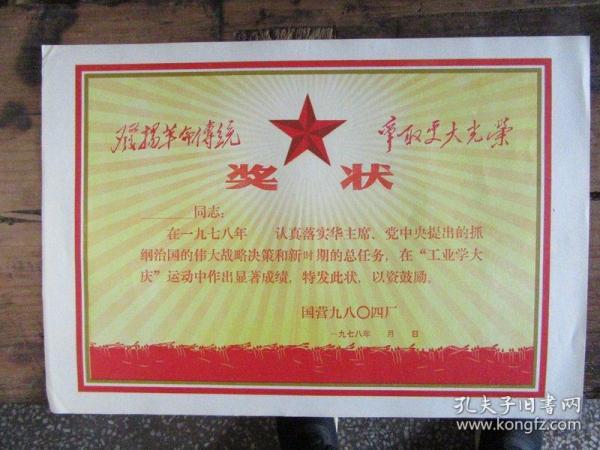 发扬革命传统 争取更大光荣
奖状
同志：
在一九七八年 认真落实华主席、党中央提出的抓
纲治国的伟大战略决策和新时期的总任务，在“工业学大
庆”运动中作出显著成绩，特发此状，以资鼓励。
国营九八〇四厂
一九七八年 月 日
孔夫子旧书网
kongfz.com